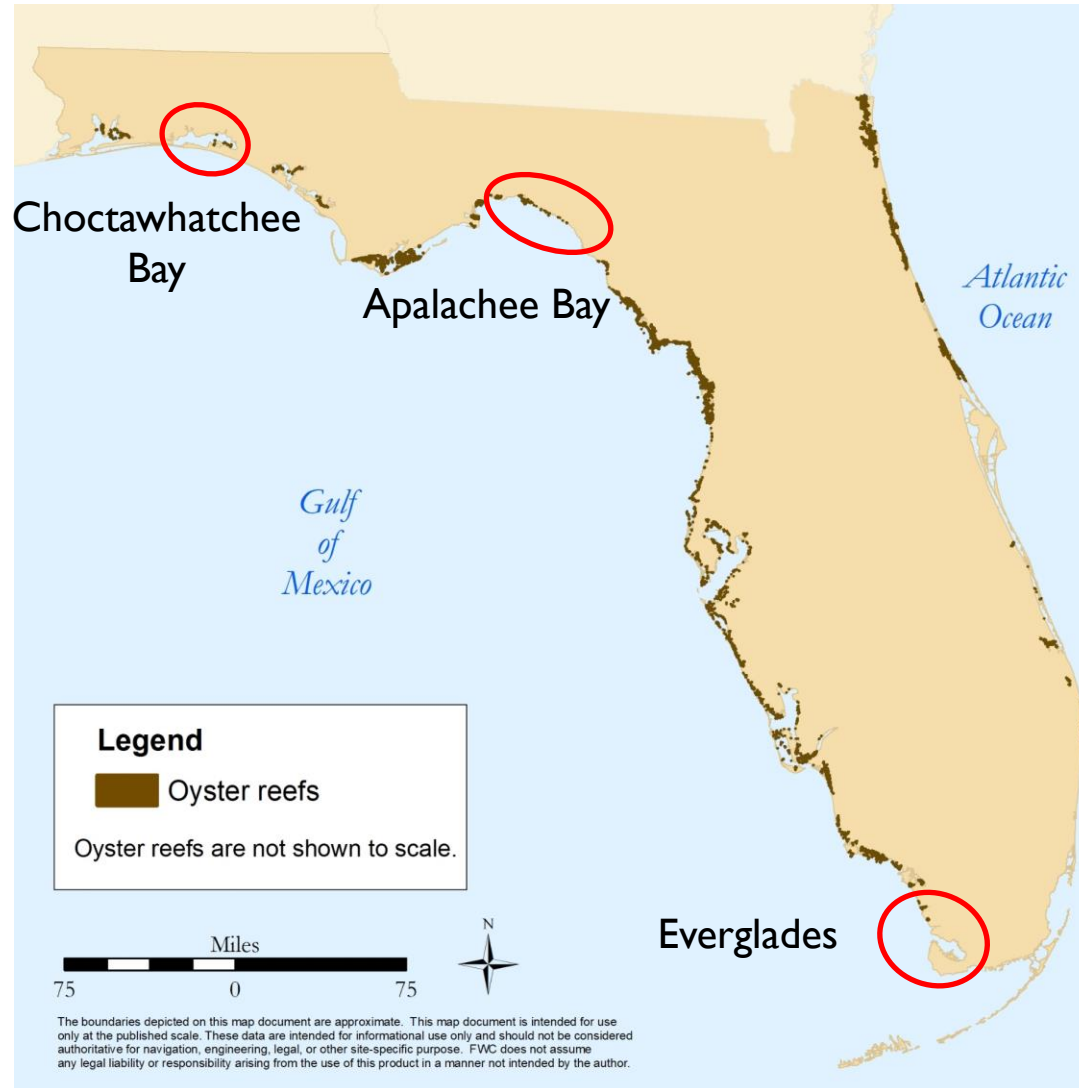 Choctawhatchee
Bay
Apalachee Bay
Atlantic
Ocean
Gulf
of
Mexico
Legend
Oyster reefs
Oyster reefs are not shown to scale.
Everglades
Miles
N
75 0 75
The boundaries depicted on this map document are approximate. This map document is intended for use
only at the published scale. These data are intended for informational use only and should not be considered
authoritative for navigation, engineering, legal, or other site-specific purpose. FWC does not assume
any legal liability or responsibility arising from the use of this product in a manner not intended by the author.